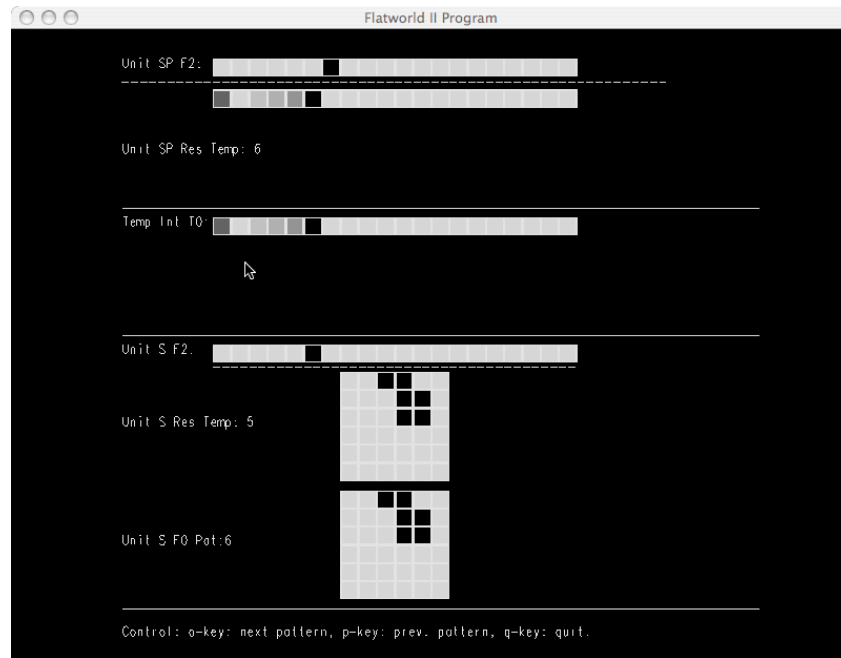 Flatworld II Program
Unit SP F2:
Unit SP Res Temp: 6
Temp Int T0:
Unit S F2:
Unit S Res Temp: 5
Unit S F0 Pat:6
Control: o-key: next pattern, p-key: prev. pattern, q-key: quit.